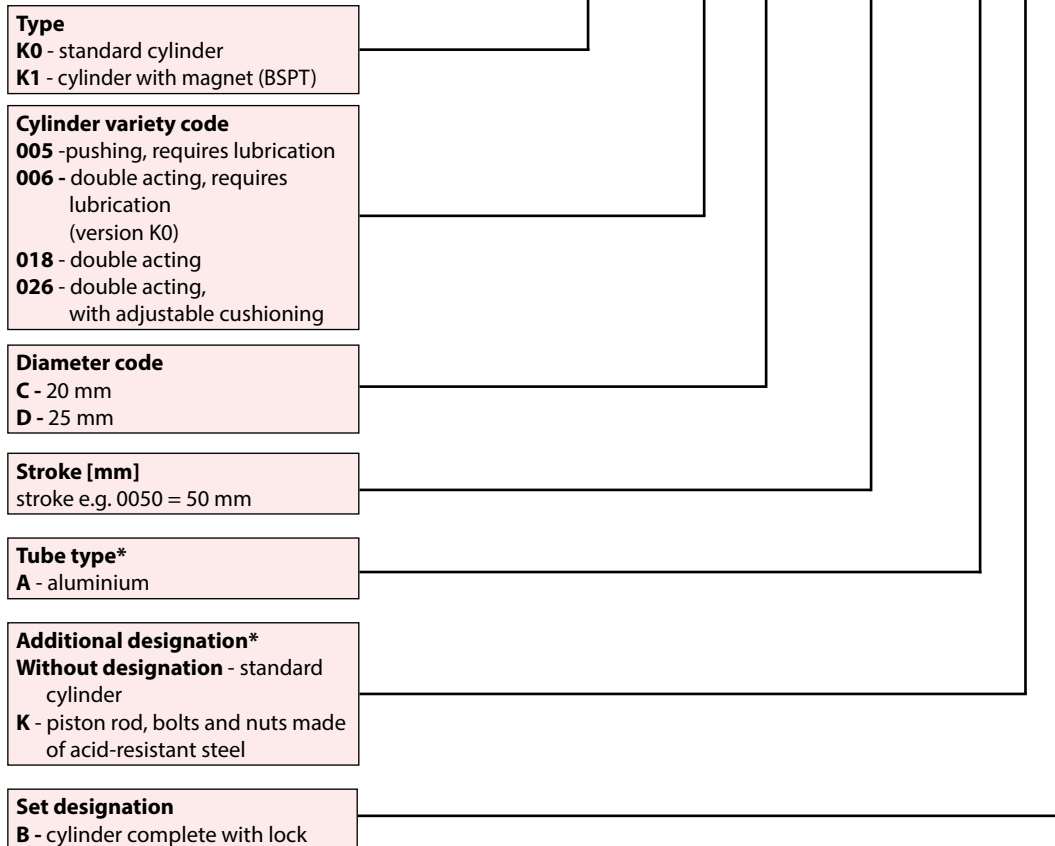 Type
K0 - standard cylinder
K1 - cylinder with magnet (BSPT)
Cylinder variety code
005 -pushing, requires lubrication
006 - double acting, requires
lubrication
(version K0)
018 - double acting
026 - double acting,
with adjustable cushioning
Diameter code
C - 20 mm
D - 25 mm
Stroke [mm]
stroke e.g. 0050 = 50 mm
Tube type*
A - aluminium
Additional designation*
Without designation - standard
cylinder
K - piston rod, bolts and nuts made
of acid-resistant steel
Set designation
B - cylinder complete with lock